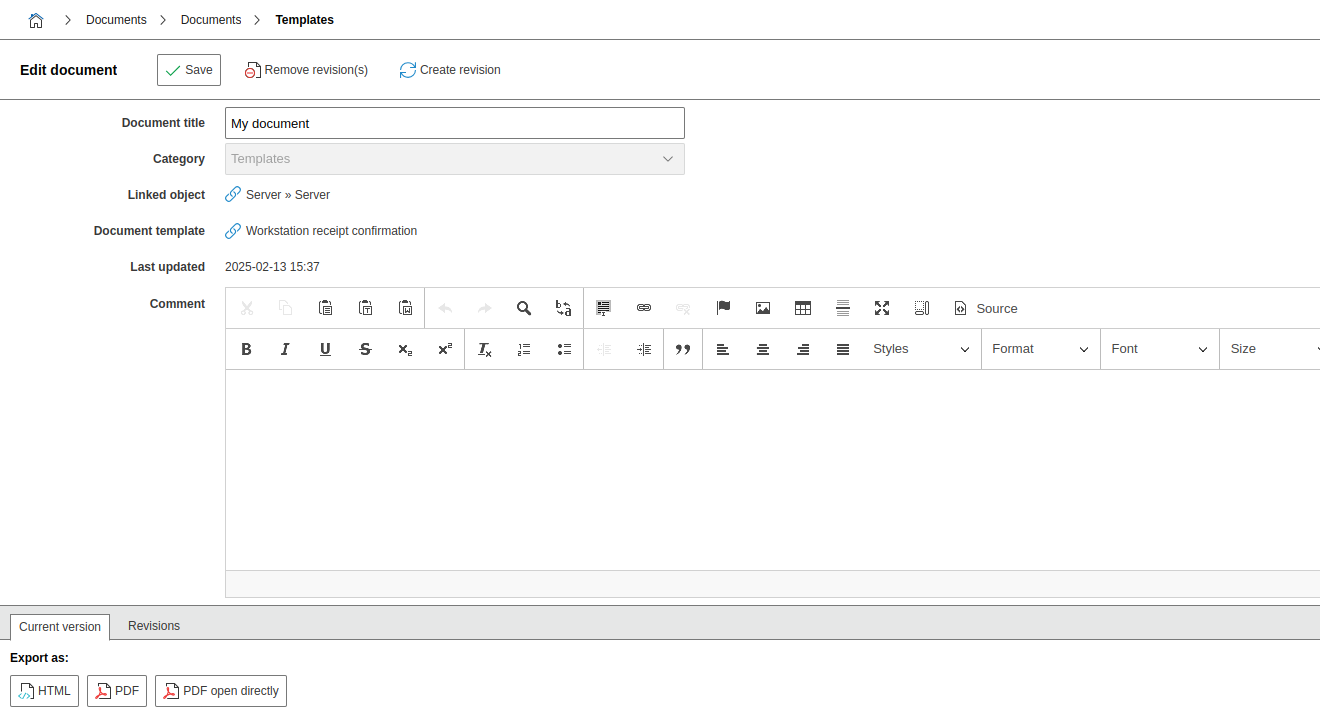 Documents Documents Templates
Edit document Save Remove revision(s) Create revision
Document title My document
Category Templates
Linked object Server » Server
Document template Workstation receipt confirmation
Last updated 2025-02-13 15:37
Comment
Source
Styles Format Font Size
Current version Revisions
Export as:
HTML PDF PDF open directly